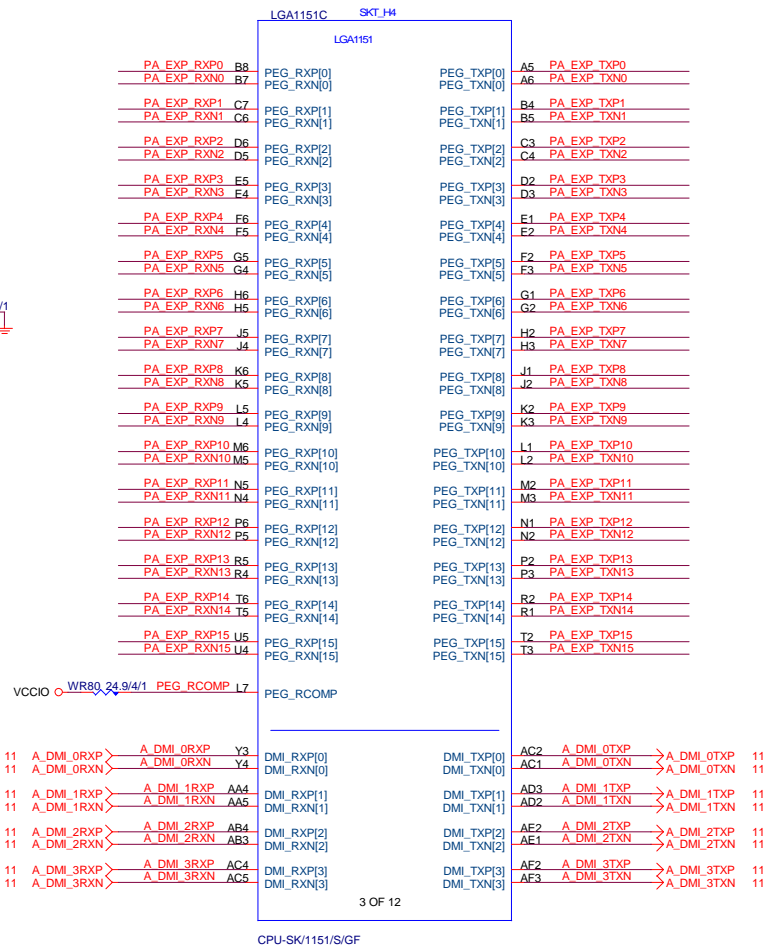 LGA1151C SKT_H4
LGA1151
PA_EXP_RXP0 B8 PEG_RXP[0] PEG_TXP[0] A5 PA_EXP_TXP0
PA_EXP_RXN0 B7 PEG_RXN[0] PEG_TXN[0] A6 PA_EXP_TXN0
PA_EXP_RXP1 C7 PEG_RXP[1] PEG_TXP[1] B4 PA_EXP_TXP1
PA_EXP_RXN1 C6 PEG_RXN[1] PEG_TXN[1] B5 PA_EXP_TXN1
PA_EXP_RXP2 D6 PEG_RXP[2] PEG_TXP[2] C3 PA_EXP_TXP2
PA_EXP_RXN2 D5 PEG_RXN[2] PEG_TXN[2] C4 PA_EXP_TXN2
PA_EXP_RXP3 E5 PEG_RXP[3] PEG_TXP[3] D2 PA_EXP_TXP3
PA_EXP_RXN3 E4 PEG_RXN[3] PEG_TXN[3] D3 PA_EXP_TXN3
PA_EXP_RXP4 F6 PEG_RXP[4] PEG_TXP[4] E1 PA_EXP_TXP4
PA_EXP_RXN4 F5 PEG_RXN[4] PEG_TXN[4] E2 PA_EXP_TXN4
PA_EXP_RXP5 G5 PEG_RXP[5] PEG_TXP[5] F2 PA_EXP_TXP5
PA_EXP_RXN5 G4 PEG_RXN[5] PEG_TXN[5] F3 PA_EXP_TXN5
PA_EXP_RXP6 H6 PEG_RXP[6] PEG_TXP[6] G1 PA_EXP_TXP6
/1 PA_EXP_RXN6 H5 PEG_RXN[6] PEG_TXN[6] G2 PA_EXP_TXN6
PA_EXP_RXP7 J5 PEG_RXP[7] PEG_TXP[7] H2 PA_EXP_TXP7
PA_EXP_RXN7 J4 PEG_RXN[7] PEG_TXN[7] H3 PA_EXP_TXN7
PA_EXP_RXP8 K6 PEG_RXP[8] PEG_TXP[8] J1 PA_EXP_TXP8
PA_EXP_RXN8 K5 PEG_RXN[8] PEG_TXN[8] J2 PA_EXP_TXN8
PA_EXP_RXP9 L5 PEG_RXP[9] PEG_TXP[9] K2 PA_EXP_TXP9
PA_EXP_RXN9 L4 PEG_RXN[9] PEG_TXN[9] K3 PA_EXP_TXN9
PA_EXP_RXP10 M6 PEG_RXP[10] PEG_TXP[10] L1 PA_EXP_TXP10
PA_EXP_RXN10 M5 PEG_RXN[10] PEG_TXN[10] L2 PA_EXP_TXN10
PA_EXP_RXP11 N5 PEG_RXP[11] PEG_TXP[11] M2 PA_EXP_TXP11
PA_EXP_RXN11 N4 PEG_RXN[11] PEG_TXN[11] M3 PA_EXP_TXN11
PA_EXP_RXP12 P6 PEG_RXP[12] PEG_TXP[12] N1 PA_EXP_TXP12
PA_EXP_RXN12 P5 PEG_RXN[12] PEG_TXN[12] N2 PA_EXP_TXN12
PA_EXP_RXP13 R5 PEG_RXP[13] PEG_TXP[13] P2 PA_EXP_TXP13
PA_EXP_RXN13 R4 PEG_RXN[13] PEG_TXN[13] P3 PA_EXP_TXN13
PA_EXP_RXP14 T6 PEG_RXP[14] PEG_TXP[14] R2 PA_EXP_TXP14
PA_EXP_RXN14 T5 PEG_RXN[14] PEG_TXN[14] R1 PA_EXP_TXN14
PA_EXP_RXP15 U5 PEG_RXP[15] PEG_TXP[15] T2 PA_EXP_TXP15
PA_EXP_RXN15 U4 PEG_RXN[15] PEG_TXN[15] T3 PA_EXP_TXN15
VCCIO WR80 24.9/4/1 PEG_RCOMP L7 PEG_RCOMP
11 A_DMI_0RXP A_DMI_0RXP Y3 DMI_RXP[0] DMI_TXP[0] AC2 A_DMI_0TXP A_DMI_0TXP 11
11 A_DMI_0RXN A_DMI_0RXN Y4 DMI_RXN[0] DMI_TXN[0] AC1 A_DMI_0TXN A_DMI_0TXN 11
11 A_DMI_1RXP A_DMI_1RXP AA4 DMI_RXP[1] DMI_TXP[1] AD3 A_DMI_1TXP A_DMI_1TXP 11
11 A_DMI_1RXN A_DMI_1RXN AA5 DMI_RXN[1] DMI_TXN[1] AD2 A_DMI_1TXN A_DMI_1TXN 11
11 A_DMI_2RXP A_DMI_2RXP AB4 DMI_RXP[2] DMI_TXP[2] AE2 A_DMI_2TXP A_DMI_2TXP 11
11 A_DMI_2RXN A_DMI_2RXN AB3 DMI_RXN[2] DMI_TXN[2] AE1 A_DMI_2TXN A_DMI_2TXN 11
11 A_DMI_3RXP A_DMI_3RXP AC4 DMI_RXP[3] DMI_TXP[3] AF2 A_DMI_3TXP A_DMI_3TXP 11
11 A_DMI_3RXN A_DMI_3RXN AC5 DMI_RXN[3] DMI_TXN[3] AF3 A_DMI_3TXN A_DMI_3TXN 11
3 OF 12
CPU-SK/1151/S/GF